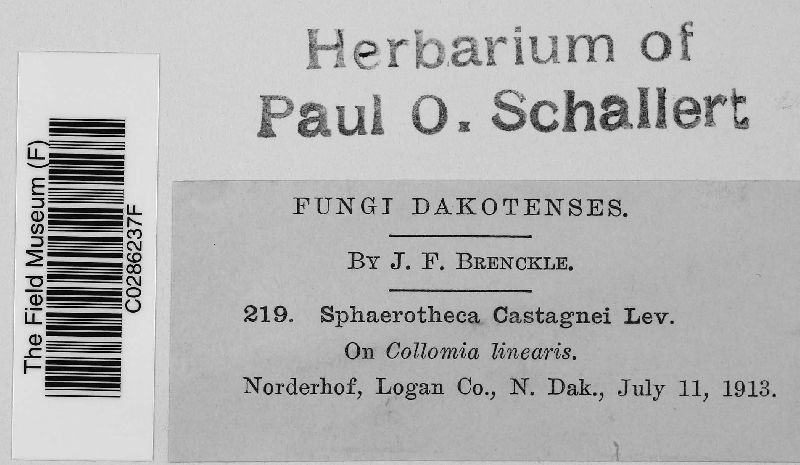 Herbarium of
Paul O. Schallert
The Field Museum (F)
C0286237F
FUNGI DAKOTENSES.
By J. F. Brenckle.
219. Sphaerotheca Castagnei Lev.
On Collomia linearis.
Norderhof, Logan Co., N. Dak., July 11, 1913.